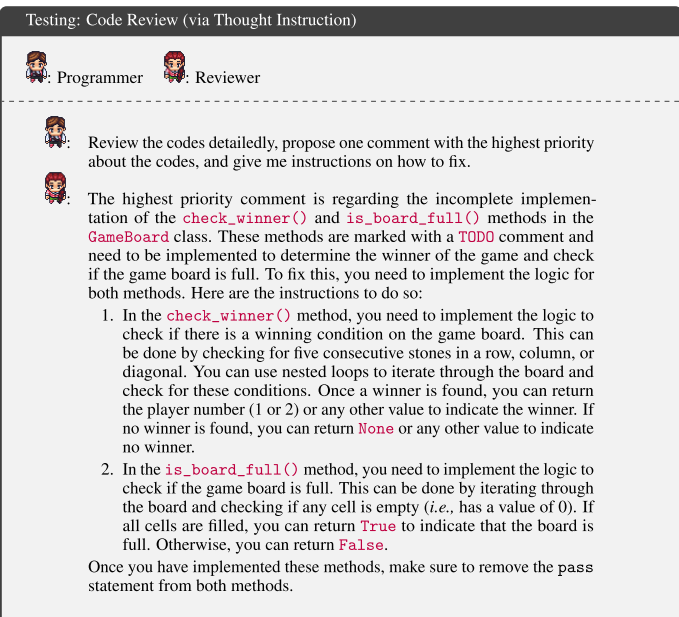 Testing: Code Review (via Thought Instruction)
: Programmer : Reviewer
: Review the codes detailedly, propose one comment with the highest priority
about the codes, and give me instructions on how to fix.
: The highest priority comment is regarding the incomplete implemen-
tation of the check_winner() and is_board_full() methods in the
GameBoard class. These methods are marked with a TODO comment and
need to be implemented to determine the winner of the game and check
if the game board is full. To fix this, you need to implement the logic for
both methods. Here are the instructions to do so:
1. In the check_winner() method, you need to implement the logic to
check if there is a winning condition on the game board. This can
be done by checking for five consecutive stones in a row, column, or
diagonal. You can use nested loops to iterate through the board and
check for these conditions. Once a winner is found, you can return
the player number (1 or 2) or any other value to indicate the winner. If
no winner is found, you can return None or any other value to indicate
no winner.
2. In the is_board_full() method, you need to implement the logic to
check if the game board is full. This can be done by iterating through
the board and checking if any cell is empty (i.e., has a value of 0). If
all cells are filled, you can return True to indicate that the board is
full. Otherwise, you can return False.
Once you have implemented these methods, make sure to remove the pass
statement from both methods.